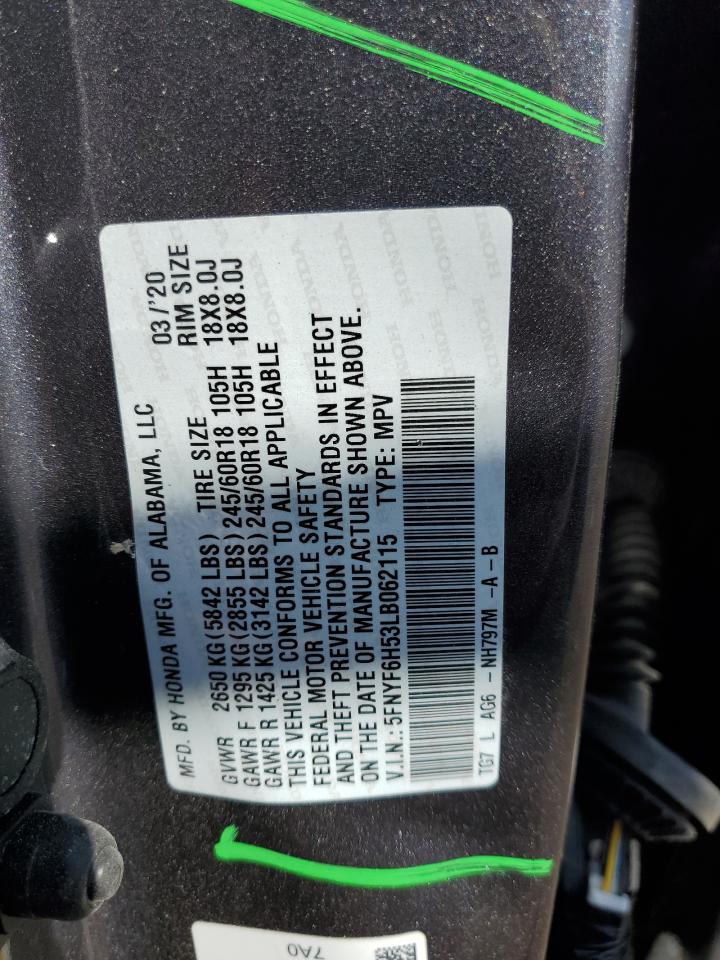 MFD. BY HONDA MFG. OF ALABAMA, LLC 03/'20
GVWR 2650 KG(5842 LBS) TIRE SIZE RIM SIZE
GAWR F 1295 KG(2855 LBS)245/60R18 105H 18X8.0J
GAWR R 1425 KG(3142 LBS)245/60R18 105H 18X8.0J
THIS VEHICLE CONFORMS TO ALL APPLICABLE
FEDERAL MOTOR VEHICLE SAFETY
AND THEFT PREVENTION STANDARDS IN EFFECT
ON THE DATE OF MANUFACTURE SHOWN ABOVE.
V.I.N.: 5FNYF6H53LB062115 TYPE: MPV
TG7 L AG6 -NH797M -A-B
7A0